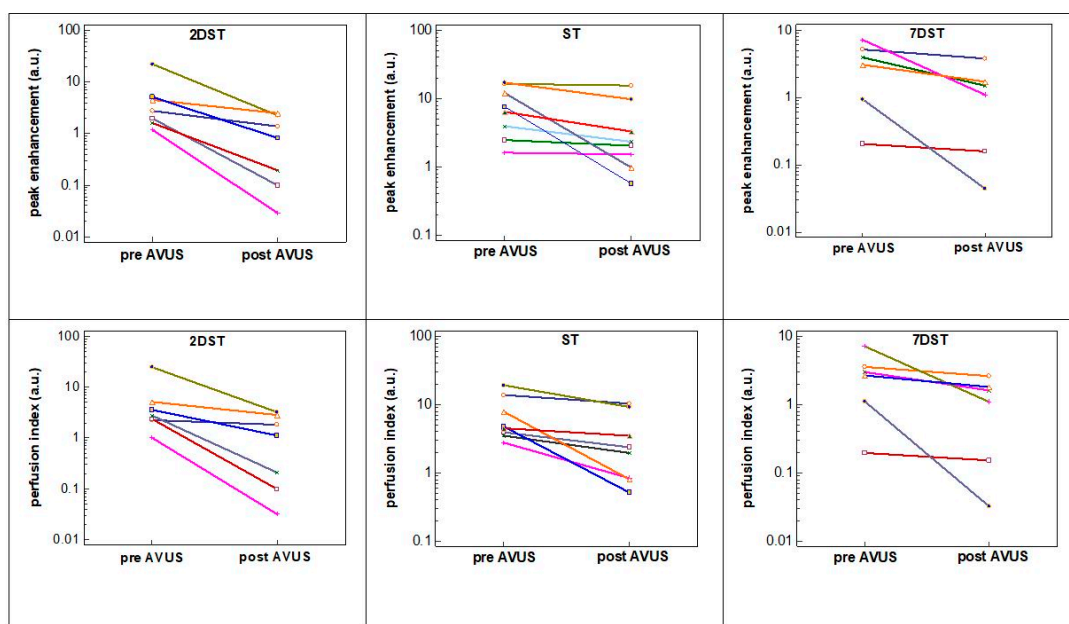 2DST
peak enahancement (a.u.)
100
10
1
0.1
0.01
pre AVUS post AVUS
ST
peak enhancement (a.u.)
100
10
1
0.1
pre AVUS post AVUS
7DST
peak enahancement (a.u.)
10
1
0.1
0.01
pre AVUS post AVUS
2DST
perfusion index (a.u.)
100
10
1
0.1
0.01
pre AVUS post AVUS
ST
perfusion index (a.u.)
100
10
1
0.1
pre AVUS post AVUS
7DST
perfusion index (a.u.)
10
1
0.1
0.01
pre AVUS post AVUS